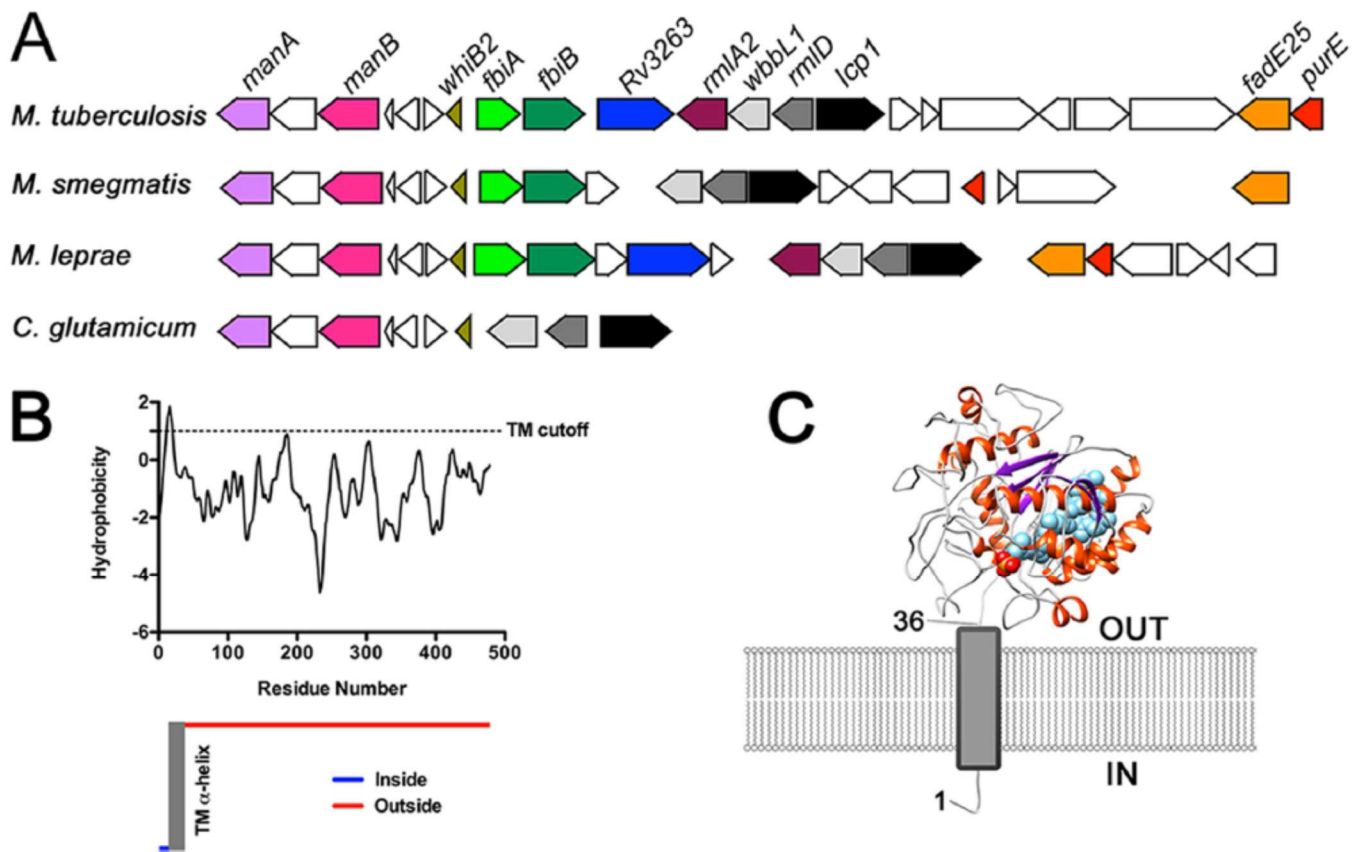 A
manA manB whiB2 fbiA fbiB Rv3263 rmlA2 wbbL1 rmlD lcp1 fadE25 purE
M. tuberculosis
M. smegmatis
M. leprae
C. glutamicum
B
2
0
-2
-4
-6
TM cutoff
Hydrophobicity
0 100 200 300 400 500
Residue Number
TM α-helix
Inside
Outside
C
36
OUT
IN
1